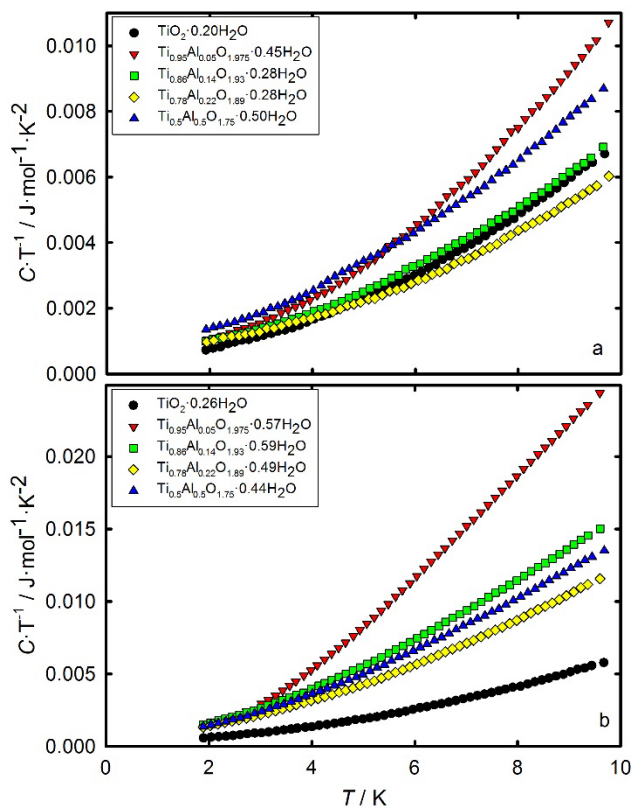 0.010
0.008
0.006
0.004
0.002
0.000
C·T⁻¹ / J·mol⁻¹·K⁻²
TiO₂·0.20H₂O
Ti₀.₉₅Al₀.₀₅O₁.₉₇₅·0.45H₂O
Ti₀.₈₆Al₀.₁₄O₁.₉₃·0.28H₂O
Ti₀.₇₈Al₀.₂₂O₁.₈₉·0.28H₂O
Ti₀.₅Al₀.₅O₁.₇₅·0.50H₂O
a
0.020
0.015
0.010
0.005
0.000
C·T⁻¹ / J·mol⁻¹·K⁻²
TiO₂·0.26H₂O
Ti₀.₉₅Al₀.₀₅O₁.₉₇₅·0.57H₂O
Ti₀.₈₆Al₀.₁₄O₁.₉₃·0.59H₂O
Ti₀.₇₈Al₀.₂₂O₁.₈₉·0.49H₂O
Ti₀.₅Al₀.₅O₁.₇₅·0.44H₂O
b
0 2 4 6 8 10
T / K